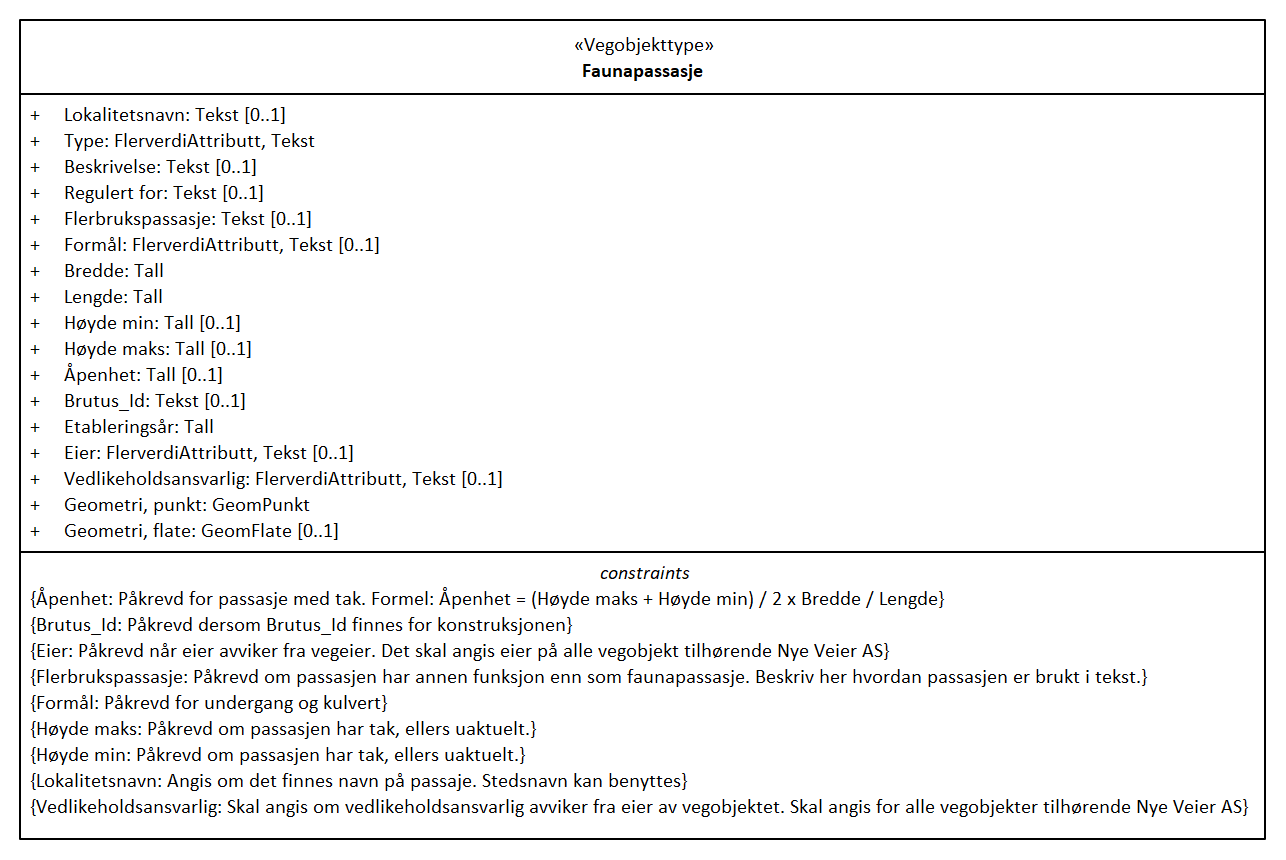 «Vegobjekttype»
Faunapassasje
+ Lokalitetsnavn: Tekst [0..1]
+ Type: FlerverdiAttributt, Tekst
+ Beskrivelse: Tekst [0..1]
+ Regulert for: Tekst [0..1]
+ Flerbrukspassasje: Tekst [0..1]
+ Formål: FlerverdiAttributt, Tekst [0..1]
+ Bredde: Tall
+ Lengde: Tall
+ Høyde min: Tall [0..1]
+ Høyde maks: Tall [0..1]
+ Åpenhet: Tall [0..1]
+ Brutus_Id: Tekst [0..1]
+ Etableringsår: Tall
+ Eier: FlerverdiAttributt, Tekst [0..1]
+ Vedlikeholdsansvarlig: FlerverdiAttributt, Tekst [0..1]
+ Geometri, punkt: GeomPunkt
+ Geometri, flate: GeomFlate [0..1]
constraints
{Åpenhet: Påkrevd for passasje med tak. Formel: Åpenhet = (Høyde maks + Høyde min) / 2 x Bredde / Lengde}
{Brutus_Id: Påkrevd dersom Brutus_Id finnes for konstruksjonen}
{Eier: Påkrevd når eier avviker fra vegeier. Det skal angis eier på alle vegobjekt tilhørende Nye Veier AS}
{Flerbrukspassasje: Påkrevd om passasjen har annen funksjon enn som faunapassasje. Beskriv her hvordan passasjen er brukt i tekst.}
{Formål: Påkrevd for undergang og kulvert}
{Høyde maks: Påkrevd om passasjen har tak, ellers uaktuelt.}
{Høyde min: Påkrevd om passasjen har tak, ellers uaktuelt.}
{Lokalitetsnavn: Angis om det finnes navn på passaje. Stedsnavn kan benyttes}
{Vedlikeholdsansvarlig: Skal angis om vedlikeholdsansvarlig avviker fra eier av vegobjektet. Skal angis for alle vegobjekter tilhørende Nye Veier AS}